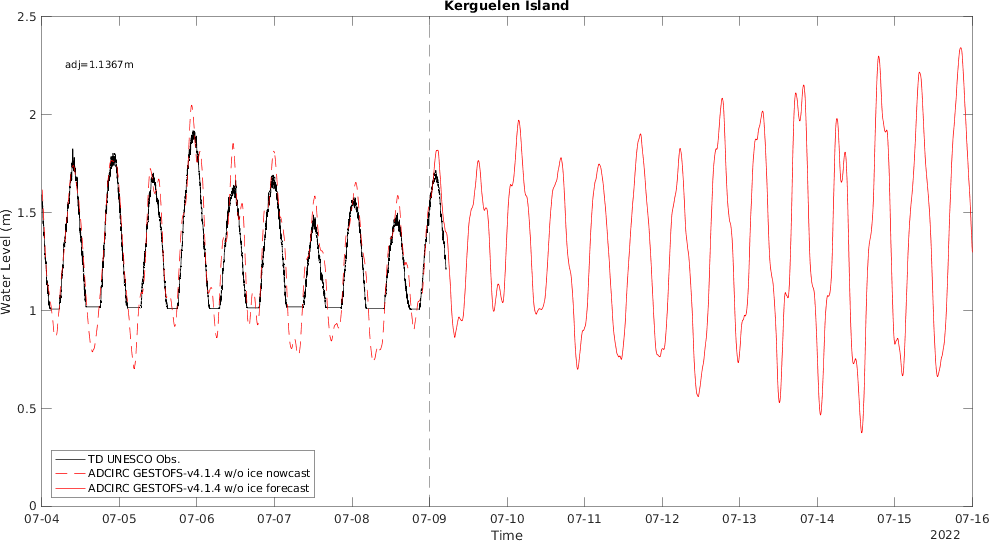 Kerguelen Island
2.5
adj=1.1367m
2
1.5
Water Level (m)
1
0.5
TD UNESCO Obs.
ADCIRC GESTOFS-v4.1.4 w/o ice nowcast
ADCIRC GESTOFS-v4.1.4 w/o ice forecast
0
07-04 07-05 07-06 07-07 07-08 07-09 07-10 07-11 07-12 07-13 07-14 07-15 07-16
Time
2022